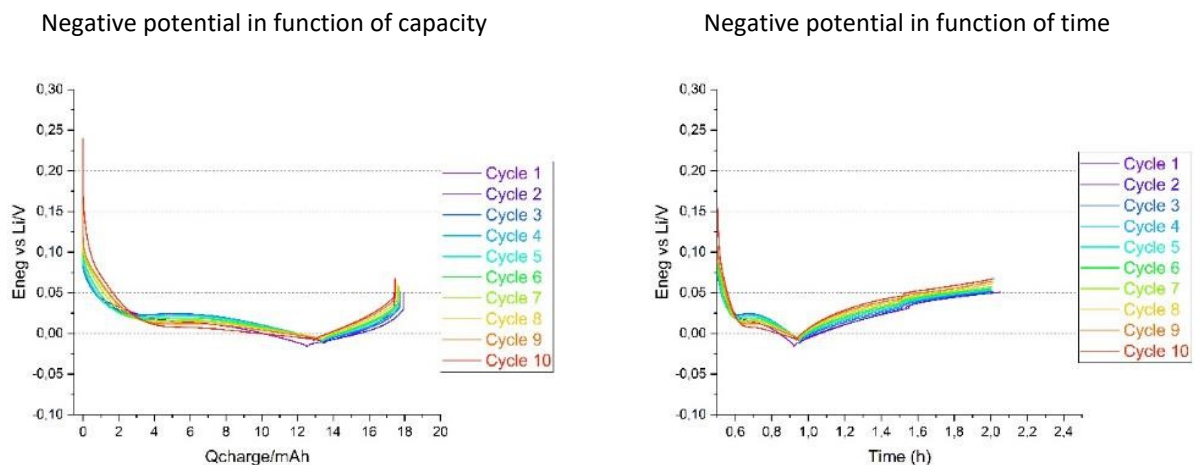 Negative potential in function of capacity
Negative potential in function of time
0,30
0,25
0,20
0,15
0,10
0,05
0,00
-0,05
-0,10
Eneg vs Li/V
0 2 4 6 8 10 12 14 16 18 20
Qcharge/mAh
Cycle 1
Cycle 2
Cycle 3
Cycle 4
Cycle 5
Cycle 6
Cycle 7
Cycle 8
Cycle 9
Cycle 10
0,30
0,25
0,20
0,15
0,10
0,05
0,00
-0,05
-0,10
Eneg vs Li/V
0,6 0,8 1,0 1,2 1,4 1,6 1,8 2,0 2,2 2,4
Time (h)
Cycle 1
Cycle 2
Cycle 3
Cycle 4
Cycle 5
Cycle 6
Cycle 7
Cycle 8
Cycle 9
Cycle 10